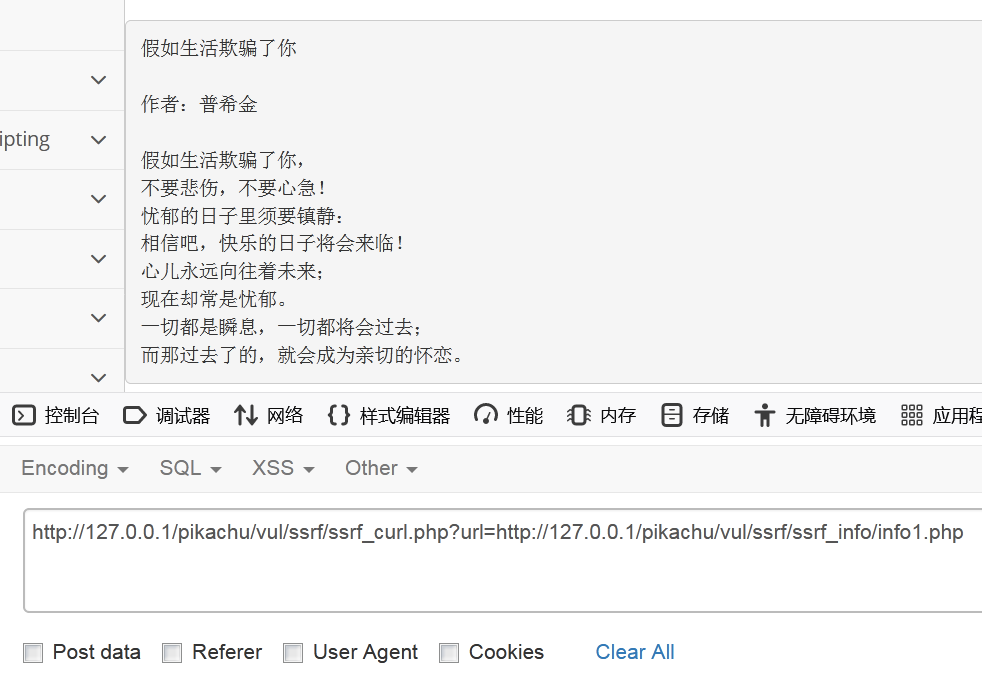 假如生活欺骗了你
作者：普希金
假如生活欺骗了你，
不要悲伤，不要心急！
ipting
忧郁的日子里须要镇静：
相信吧，快乐的日子将会来临！
心儿永远向往着未来；
现在却常是忧郁。
一切都是瞬息，一切都将会过去；
而那过去了的，就会成为亲切的怀恋。
控制台 调试器 网络 {} 样式编辑器 性能 内存 存储 无障碍环境 应用程
Encoding SQL XSS Other
http://127.0.0.1/pikachu/vul/ssrf/ssrf_curl.php?url=http://127.0.0.1/pikachu/vul/ssrf/ssrf_info/info1.php
Post data Referer User Agent Cookies Clear All